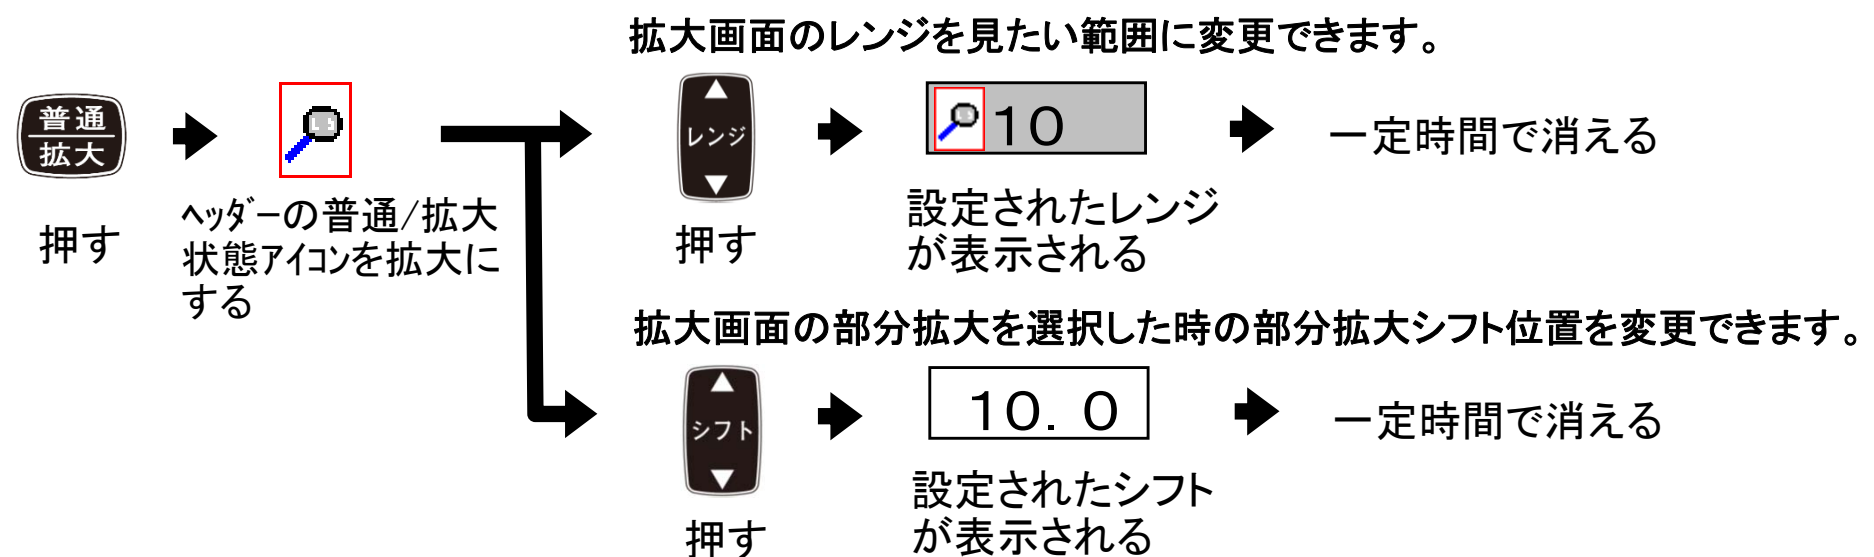 普通
拡大
押す
ﾍｯﾀﾞｰの普通/拡大
状態ｱｲｺﾝを拡大に
する
拡大画面のレンジを見たい範囲に変更できます。
レンジ
押す
10
設定されたレンジ
が表示される
一定時間で消える
拡大画面の部分拡大を選択した時の部分拡大シフト位置を変更できます。
シフト
押す
10.0
設定されたシフト
が表示される
一定時間で消える